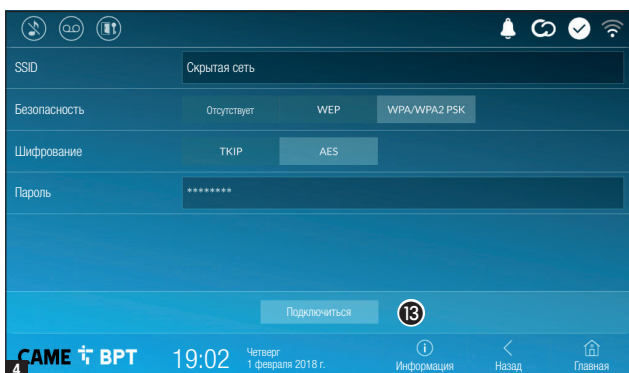 SSID Скрытая сеть
Безопасность Отсутствует WEP WPA/WPA2 PSK
Шифрование TKIP AES
Пароль ********
Подключиться 13
4 CAME BPT 19:02 Четверг
1 февраля 2018 г.
Информация Назад Главная